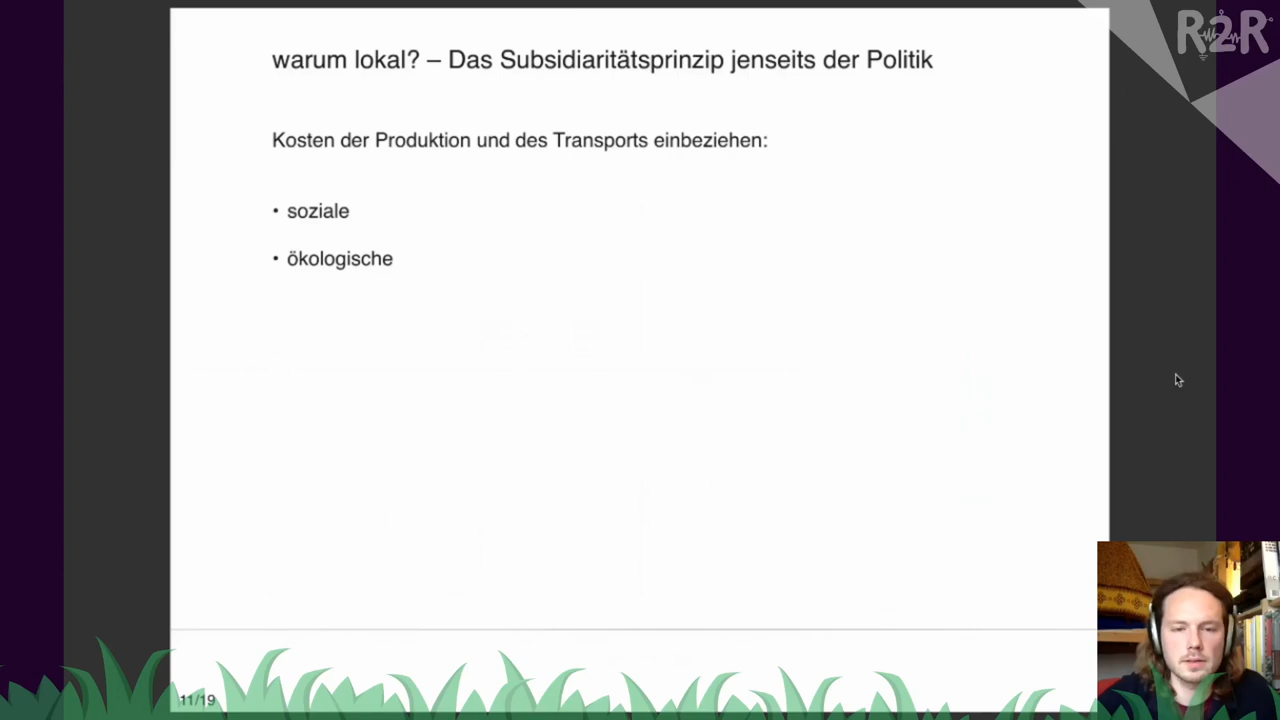 R2R
warum lokal? – Das Subsidiaritätsprinzip jenseits der Politik
Kosten der Produktion und des Transports einbeziehen:
• soziale
• ökologische
11/19